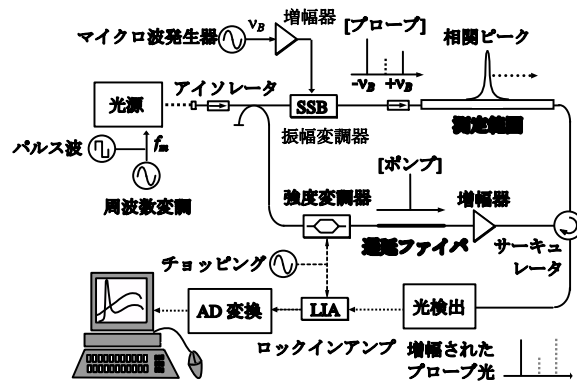 マイクロ波発生器
νB
増幅器
[プローブ]
-νB
+νB
相関ピーク
光源
アイソレータ
SSB
振幅変調器
測定範囲
パルス波
fm
周波数変調
[ポンプ]
強度変調器
増幅器
遅延ファイバ
サーキュ
レータ
チョッピング
AD 変換
LIA
光検出
ロックインアンプ
増幅された
プローブ光